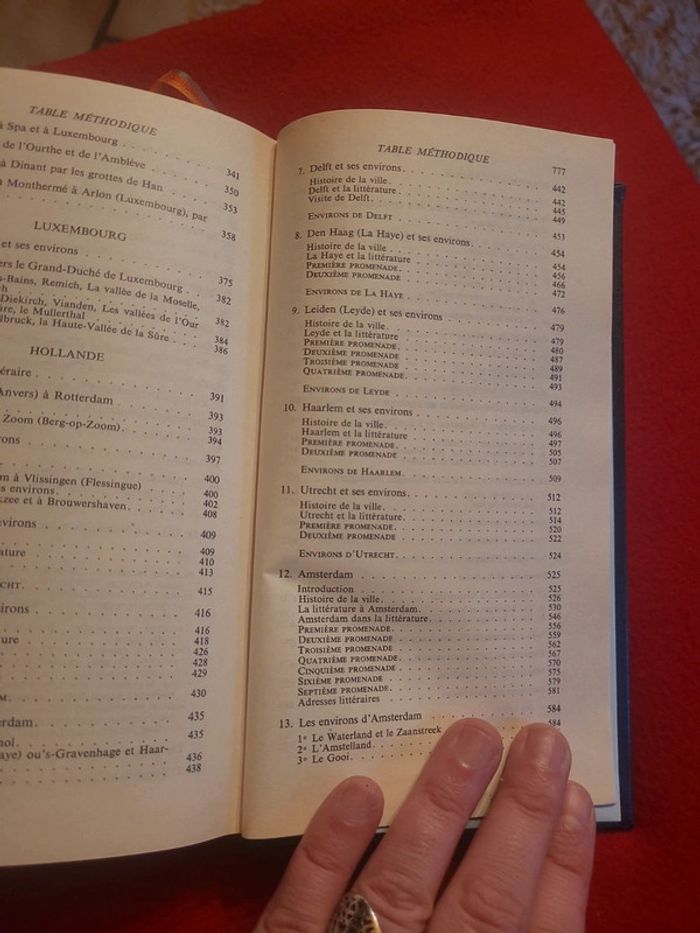 TABLE MÉTHODIQUE
à Spa et à Luxembourg . . . 341
de l'Ourthe et de l'Amblève . . . 350
à Dinant par les grottes de Han . . . 353
Monthermé à Arlon (Luxembourg), par
. . . 358
LUXEMBOURG
et ses environs . . . 375
ers le Grand-Duché de Luxembourg . . . 382
s-Bains, Remich, La vallée de la Moselle,
ch . . . 382
Diekirch, Vianden, Les vallées de l'Our
ûre, le Mullerthal . . . 384
lbruck, la Haute-Vallée de la Sûre . . . 386
HOLLANDE
éraire . . . 391
Anvers) à Rotterdam . . . 393
Zoom (Berg-op-Zoom) . . . 393
. . . 394
rons . . . 397
. . . 400
m à Vlissingen (Flessingue) . . . 400
s environs . . . 402
kzee et à Brouwershaven . . . 408
nvirons . . . 409
. . . 409
ature . . . 410
. . . 413
CHT . . . 415
irons . . . 416
. . . 416
ure . . . 418
. . . 426
. . . 428
. . . 429
M. . . . 430
. . . 435
erdam . . . 435
nol . . . 436
aye) ou's-Gravenhage et Haar-
. . . 438
TABLE MÉTHODIQUE 777
7. Delft et ses environs . . . 442
Histoire de la ville . . . 442
Delft et la littérature . . . 445
Visite de Delft . . . 449
ENVIRONS DE DELFT . . . 453
8. Den Haag (La Haye) et ses environs . . . 454
Histoire de la ville . . . 454
La Haye et la littérature . . . 456
PREMIÈRE PROMENADE . . . 466
DEUXIÈME PROMENADE . . . 472
ENVIRONS DE LA HAYE . . . 476
9. Leiden (Leyde) et ses environs . . . 479
Histoire de la ville . . . 479
Leyde et la littérature . . . 480
PREMIÈRE PROMENADE . . . 487
DEUXIÈME PROMENADE . . . 489
TROISIÈME PROMENADE . . . 491
QUATRIÈME PROMENADE . . . 493
ENVIRONS DE LEYDE . . . 494
10. Haarlem et ses environs . . . 496
Histoire de la ville . . . 496
Haarlem et la littérature . . . 497
PREMIÈRE PROMENADE . . . 505
DEUXIÈME PROMENADE . . . 507
ENVIRONS DE HAARLEM . . . 509
11. Utrecht et ses environs . . . 512
Histoire de la ville . . . 512
Utrecht et la littérature . . . 514
PREMIÈRE PROMENADE . . . 520
DEUXIÈME PROMENADE . . . 522
ENVIRONS D'UTRECHT . . . 524
12. Amsterdam . . . 525
Introduction . . . 525
Histoire de la ville . . . 526
La littérature à Amsterdam . . . 530
Amsterdam dans la littérature . . . 546
PREMIÈRE PROMENADE . . . 556
DEUXIÈME PROMENADE . . . 559
TROISIÈME PROMENADE . . . 562
QUATRIÈME PROMENADE . . . 567
CINQUIÈME PROMENADE . . . 570
SIXIÈME PROMENADE . . . 575
SEPTIÈME PROMENADE . . . 579
Adresses littéraires . . . 581
13. Les environs d'Amsterdam . . . 584
1º Le Waterland et le Zaanstreek . . . 584
2º L'Amstelland
3º Le Gooi